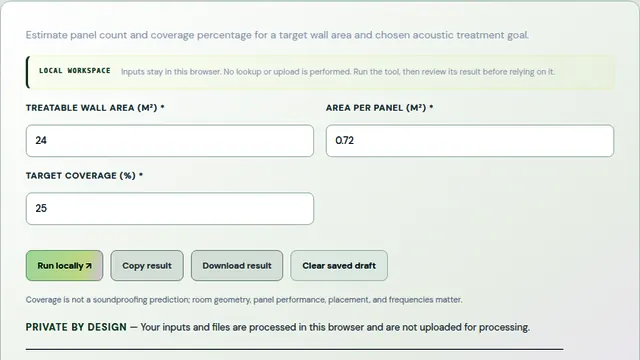 Estimate panel count and coverage percentage for a target wall area and chosen acoustic treatment goal.
LOCAL WORKSPACE Inputs stay in this browser. No lookup or upload is performed. Run the tool, then review its result before relying on it.
TREATABLE WALL AREA (M²) * AREA PER PANEL (M²) *
24 0.72
TARGET COVERAGE (%) *
25
Run locally ↗ Copy result Download result Clear saved draft
Coverage is not a soundproofing prediction; room geometry, panel performance, placement, and frequencies matter.
PRIVATE BY DESIGN — Your inputs and files are processed in this browser and are not uploaded for processing.